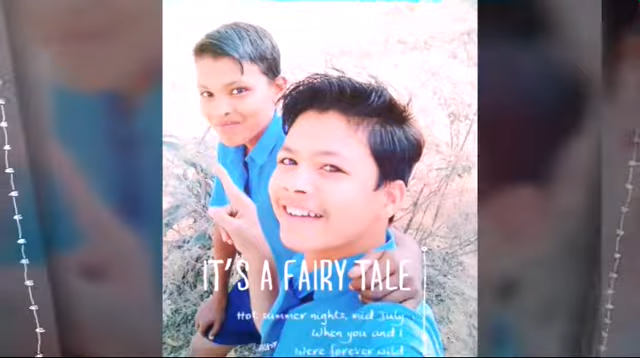 IT'S A FAIRY TALE
Hot summer nights, mid July
When you and I
Were forever wild